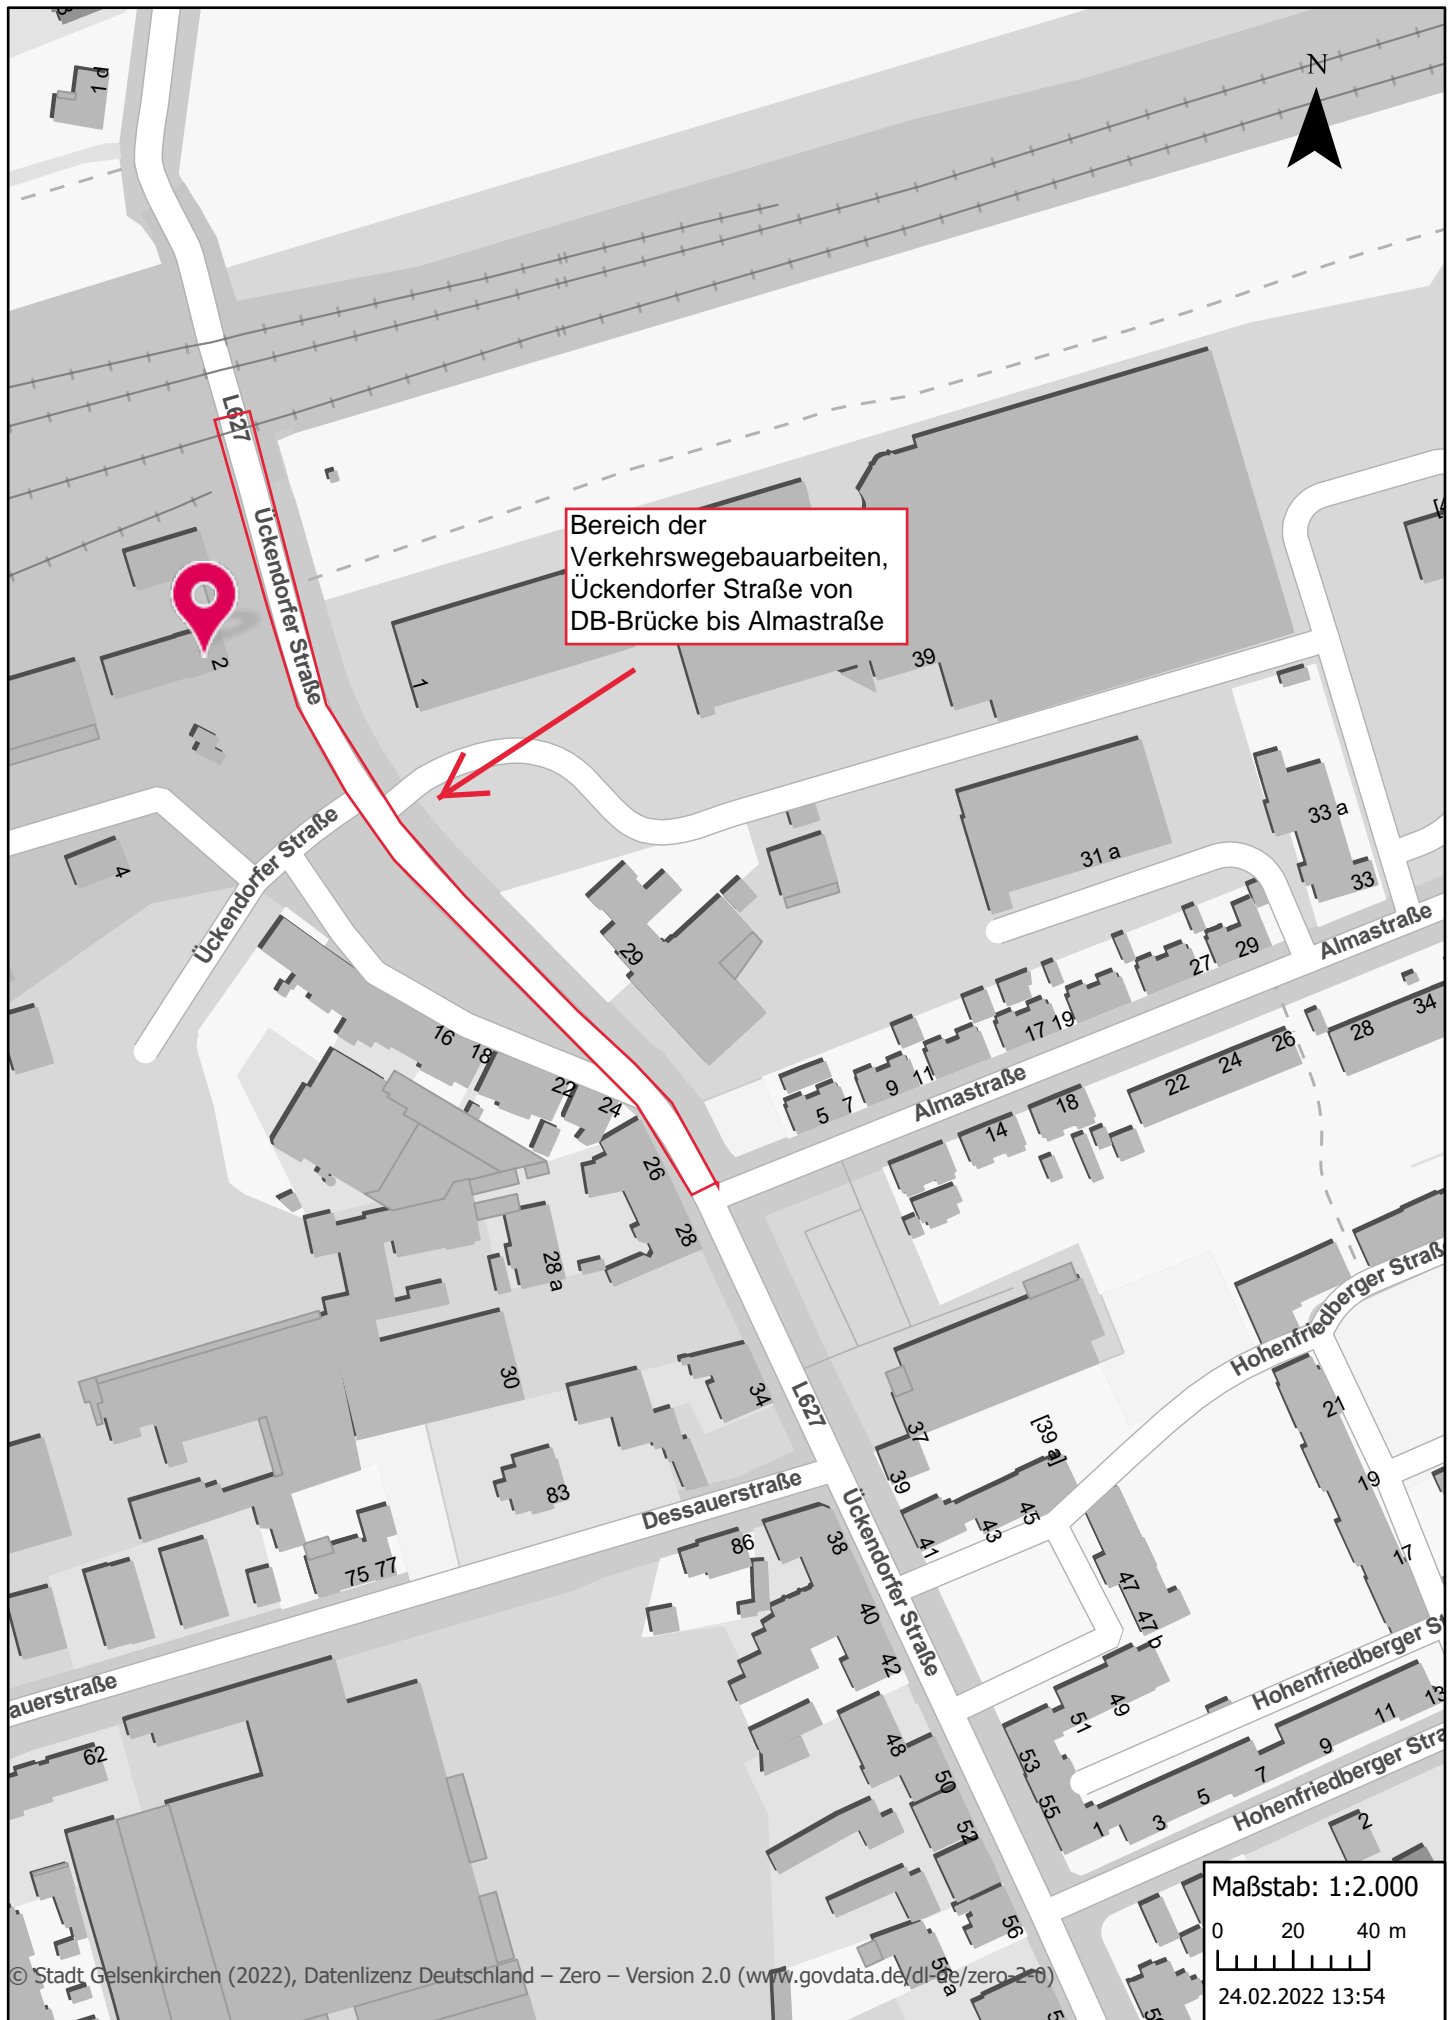 1 d
N
L627
Ückendorfer Straße
Bereich der
Verkehrswegebauarbeiten,
Ückendorfer Straße von
DB-Brücke bis Almastraße
2
1
39
4
Ückendorfer Straße
33 a
31 a
33
29
Almastraße
29
27
17 19
9
11
5
7
Almastraße
34
28
26
24
22
18
14
16
18
22
24
26
28
28 a
Hohenfriedberger Straß
30
34
L627
37
[39 a]
21
39
19
83
Dessauerstraße
Ückendorfer Straße
45
43
41
38
86
17
75 77
47
40
47 b
42
Hohenfriedberger St
auerstraße
49
51
13
11
9
48
53
62
7
50
55
5
Hohenfriedberger Stra
3
1
52
2
56
56 a
Maßstab: 1:2.000
0 20 40 m
24.02.2022 13:54
© Stadt Gelsenkirchen (2022), Datenlizenz Deutschland – Zero – Version 2.0 (www.govdata.de/dl-de/zero-2-0)